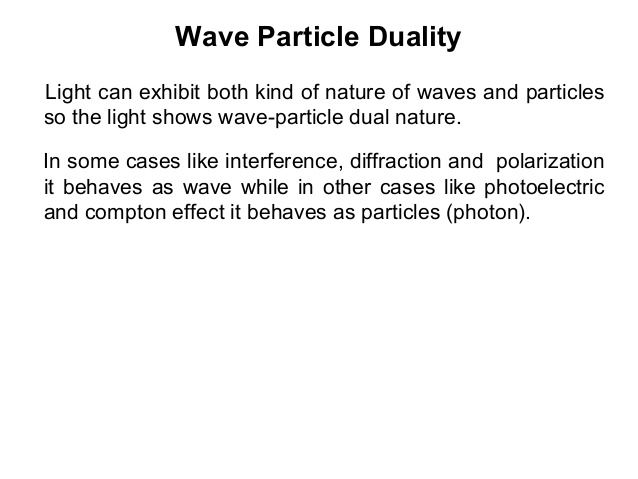 Wave Particle Duality
Light can exhibit both kind of nature of waves and particles
so the light shows wave-particle dual nature.
In some cases like interference, diffraction and polarization
it behaves as wave while in other cases like photoelectric
and compton effect it behaves as particles (photon).